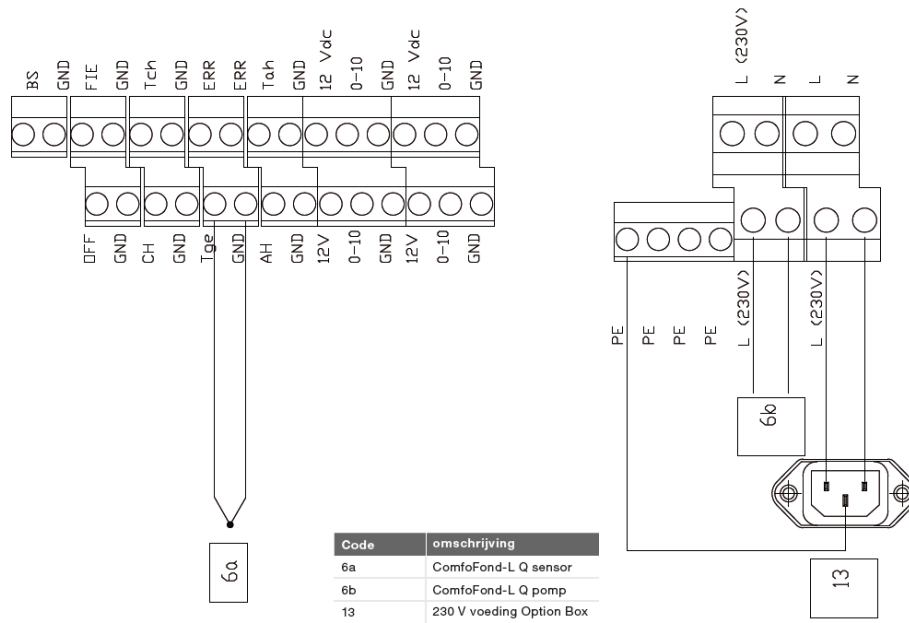 BS GND FIE GND Tch GND ERR ERR Tah GND 12 Vdc 0-10 GND 12 Vdc 0-10 GND
OFF GND CH GND Tge GND AH GND 12V 0-10 GND 12V 0-10 GND
6a
L (230V) N L N
PE PE PE PE L (230V) L (230V)
6b
13
Code omschrijving
6a ComfoFond-L Q sensor
6b ComfoFond-L Q pomp
13 230 V voeding Option Box